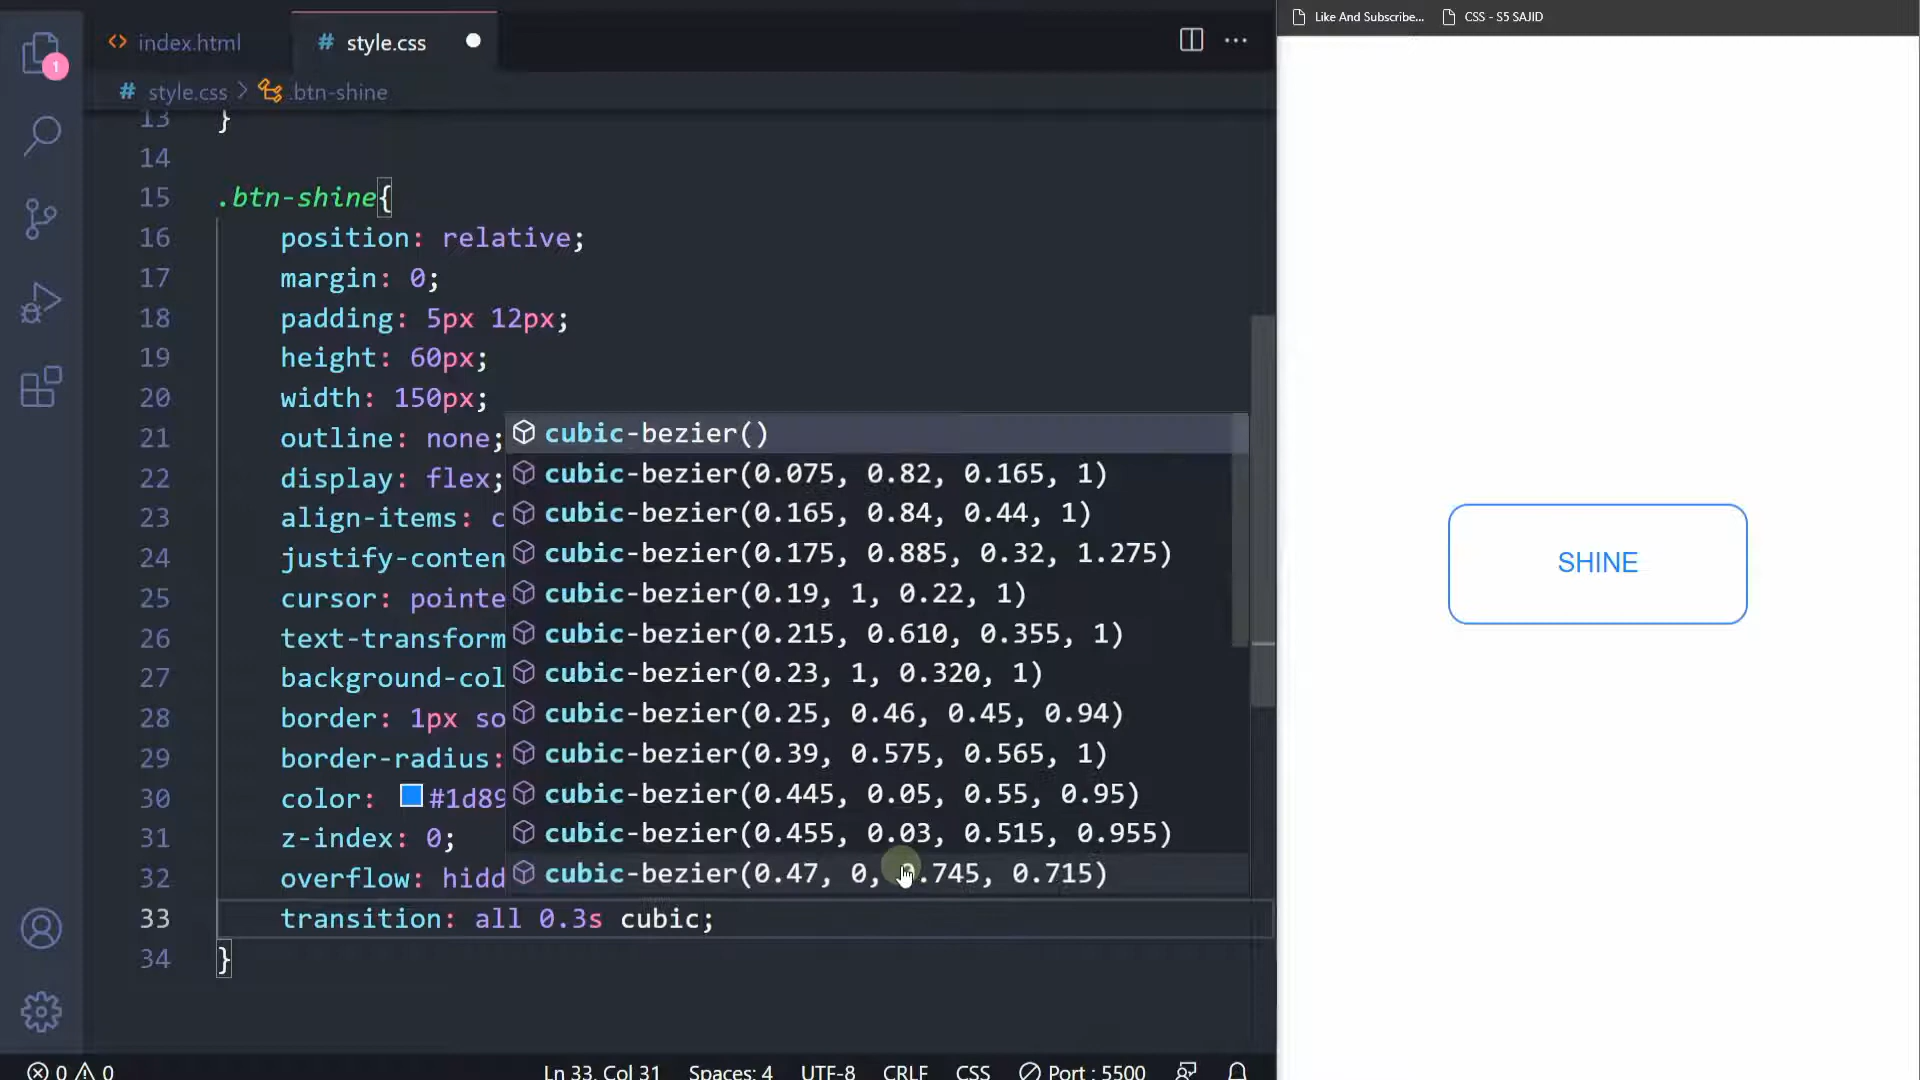 Like And Subscribe...
CSS - S5 SAJID
index.html
# style.css
1
# style.css > .btn-shine
13 }
14
15 .btn-shine{
16 position: relative;
17 margin: 0;
18 padding: 5px 12px;
19 height: 60px;
20 width: 150px;
21 outline: none;
22 display: flex;
23 align-items: c
24 justify-conten
25 cursor: pointe
26 text-transform
27 background-col
28 border: 1px so
29 border-radius:
30 color: #1d89
31 z-index: 0;
32 overflow: hidd
33 transition: all 0.3s cubic;
34 }
cubic-bezier()
cubic-bezier(0.075, 0.82, 0.165, 1)
cubic-bezier(0.165, 0.84, 0.44, 1)
cubic-bezier(0.175, 0.885, 0.32, 1.275)
cubic-bezier(0.19, 1, 0.22, 1)
cubic-bezier(0.215, 0.610, 0.355, 1)
cubic-bezier(0.23, 1, 0.320, 1)
cubic-bezier(0.25, 0.46, 0.45, 0.94)
cubic-bezier(0.39, 0.575, 0.565, 1)
cubic-bezier(0.445, 0.05, 0.55, 0.95)
cubic-bezier(0.455, 0.03, 0.515, 0.955)
cubic-bezier(0.47, 0, .745, 0.715)
SHINE
0 0
Ln 33, Col 31 Spaces: 4 UTF-8 CRLF CSS Port : 5500